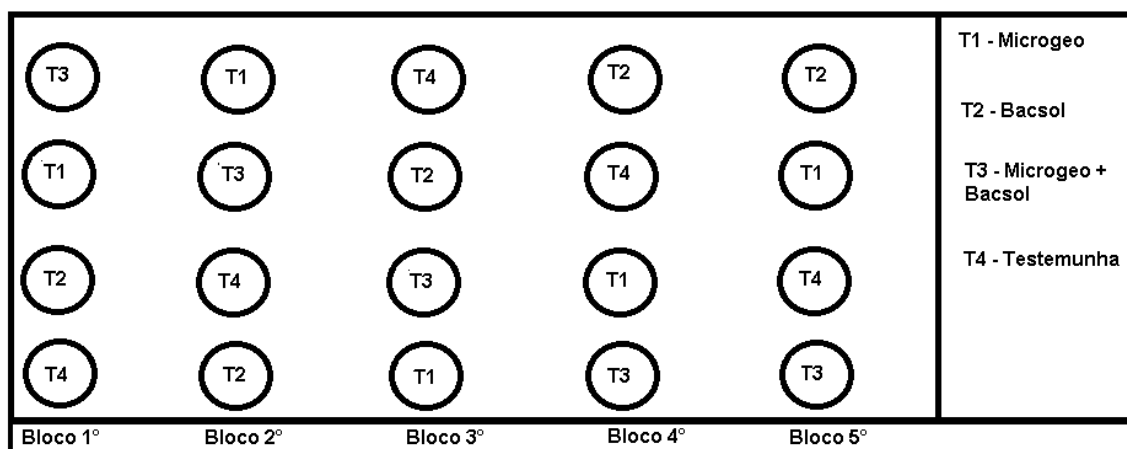 T3 T1 T4 T2 T2
T1 T3 T2 T4 T1
T2 T4 T3 T1 T4
T4 T2 T1 T3 T3
Bloco 1° Bloco 2° Bloco 3° Bloco 4° Bloco 5°
T1 - Microgeo
T2 - Bacsol
T3 - Microgeo +
Bacsol
T4 - Testemunha